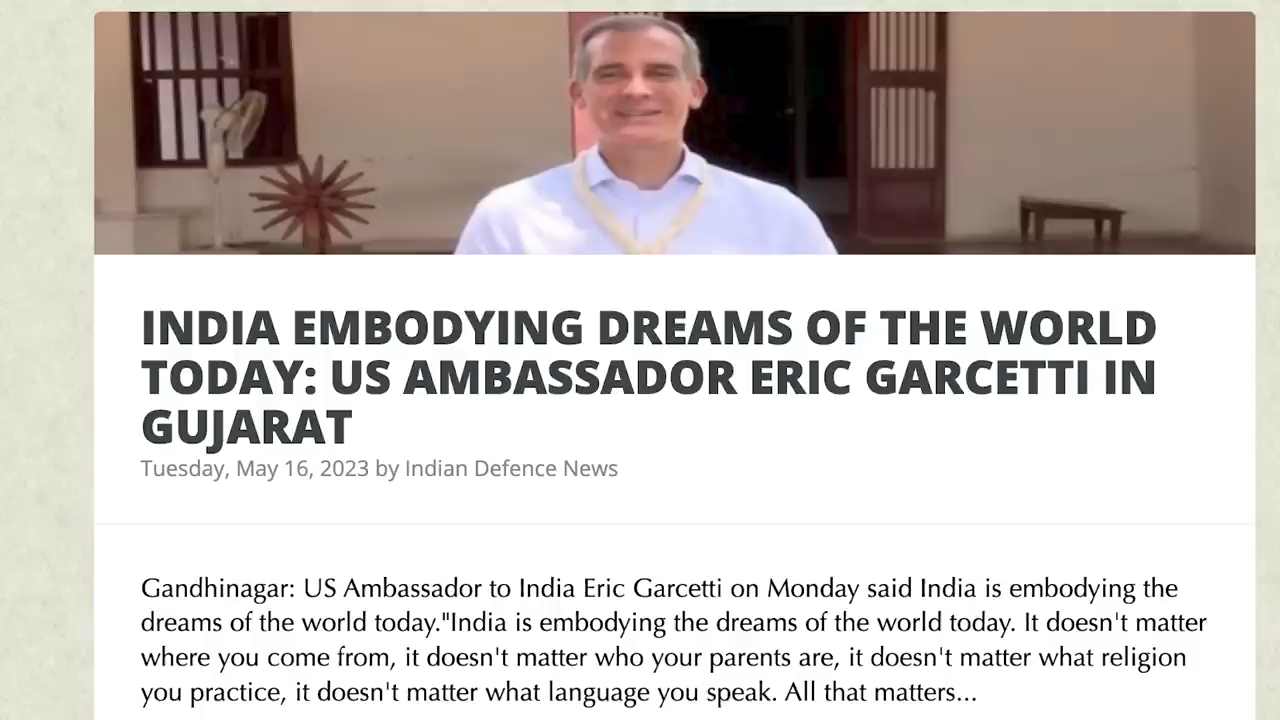 INDIA EMBODYING DREAMS OF THE WORLD
TODAY: US AMBASSADOR ERIC GARCETTI IN
GUJARAT
Tuesday, May 16, 2023 by Indian Defence News
Gandhinagar: US Ambassador to India Eric Garcetti on Monday said India is embodying the
dreams of the world today."India is embodying the dreams of the world today. It doesn't matter
where you come from, it doesn't matter who your parents are, it doesn't matter what religion
you practice, it doesn't matter what language you speak. All that matters...